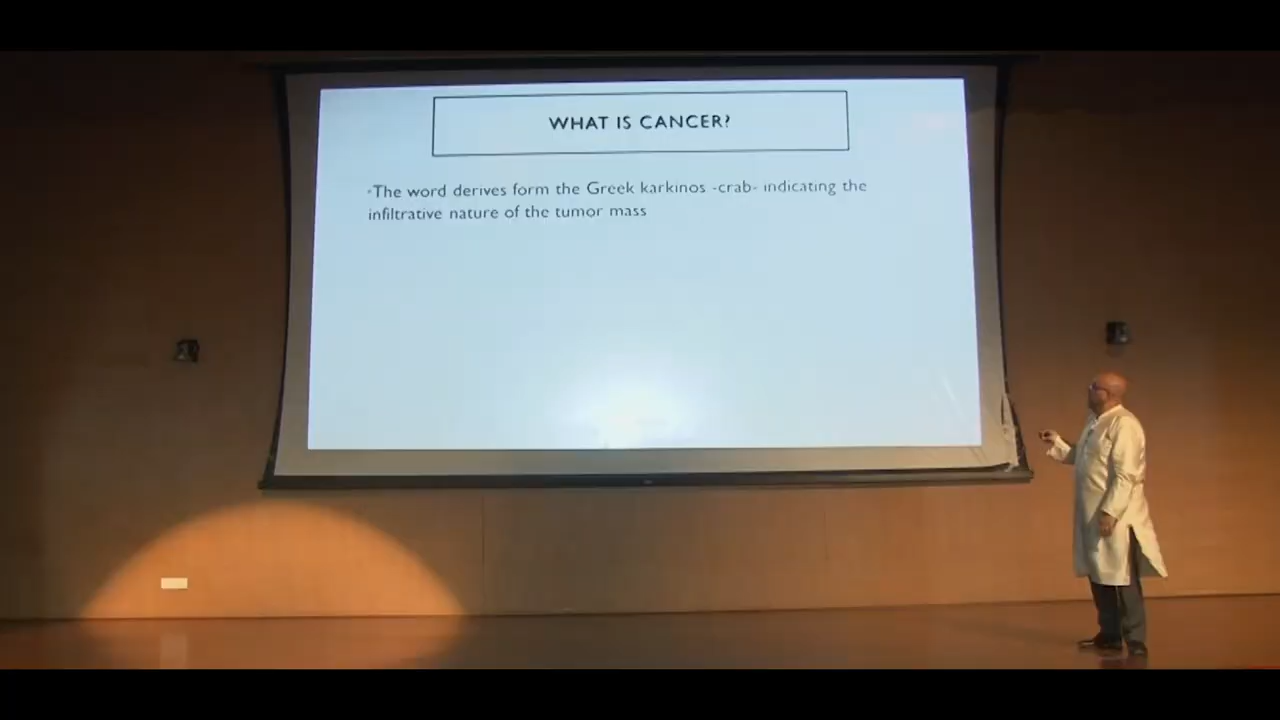 WHAT IS CANCER?
•The word derives form the Greek karkinos -crab- indicating the
infiltrative nature of the tumor mass